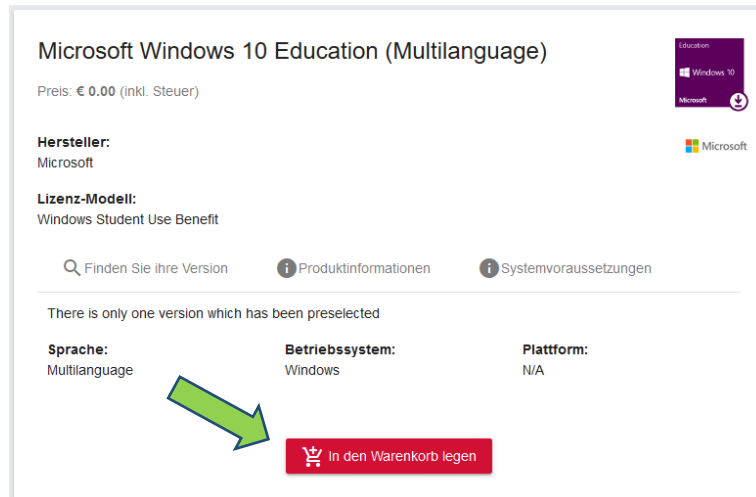 Microsoft Windows 10 Education (Multilanguage)
Preis: € 0.00 (inkl. Steuer)
Education
Windows 10
Microsoft
Microsoft
Hersteller:
Microsoft
Lizenz-Modell:
Windows Student Use Benefit
Finden Sie ihre Version Produktinformationen Systemvoraussetzungen
There is only one version which has been preselected
Sprache: Betriebssystem: Plattform:
Multilanguage Windows N/A
In den Warenkorb legen